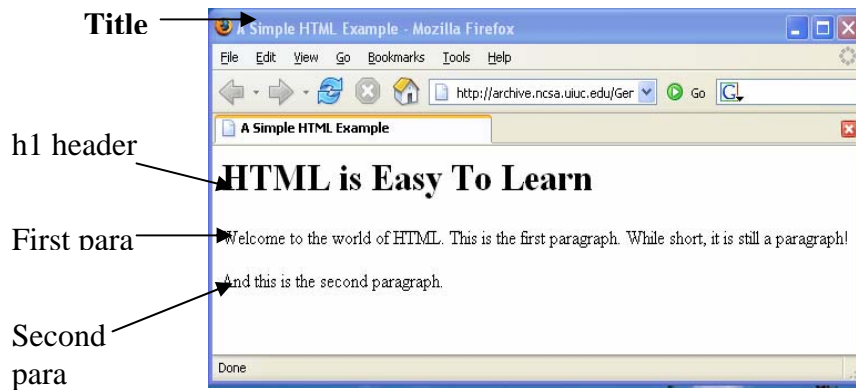 Title
A Simple HTML Example - Mozilla Firefox
File Edit View Go Bookmarks Tools Help
http://archive.ncsa.uiuc.edu/Ger Go G
A Simple HTML Example
h1 header
HTML is Easy To Learn
First para
Welcome to the world of HTML. This is the first paragraph. While short, it is still a paragraph!
And this is the second paragraph.
Second
para
Done